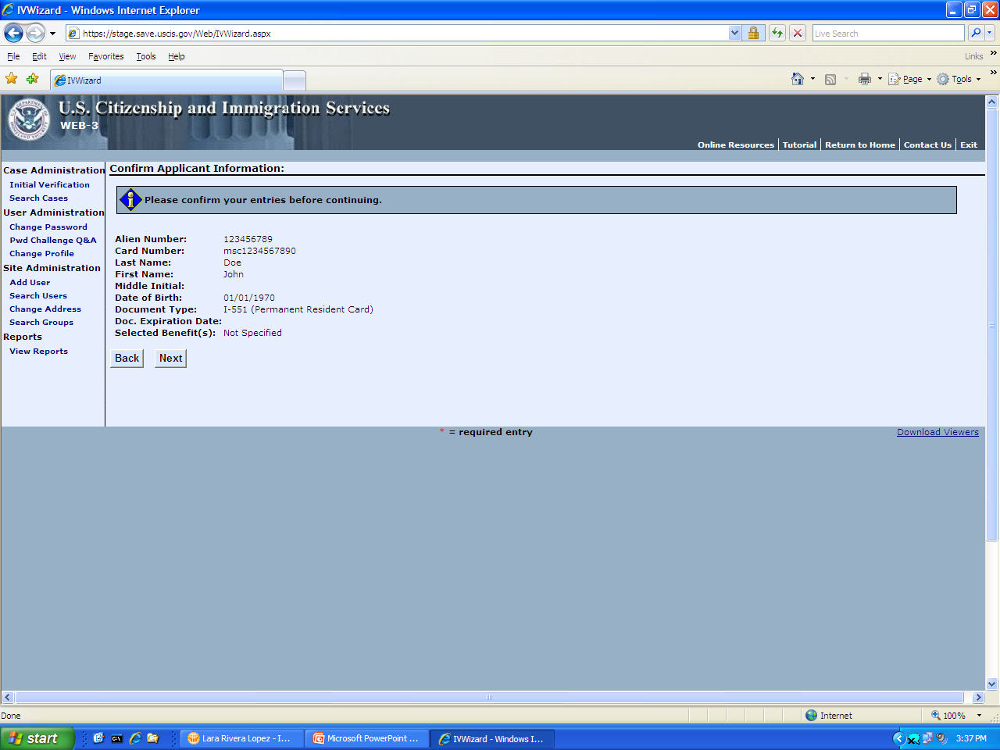 IVWizard - Windows Internet Explorer
https://stage.save.uscis.gov/Web/IVWizard.aspx
Live Search
File Edit View Favorites Tools Help
Links
IVWizard
Page Tools
U.S. Citizenship and Immigration Services
WEB-3
Online Resources Tutorial Return to Home Contact Us Exit
Case Administration
Initial Verification
Search Cases
User Administration
Change Password
Pwd Challenge Q&A
Change Profile
Site Administration
Add User
Search Users
Change Address
Search Groups
Reports
View Reports
Confirm Applicant Information:
Please confirm your entries before continuing.
Alien Number: 123456789
Card Number: msc1234567890
Last Name: Doe
First Name: John
Middle Initial:
Date of Birth: 01/01/1970
Document Type: I-551 (Permanent Resident Card)
Doc. Expiration Date:
Selected Benefit(s): Not Specified
Back Next
* = required entry
Download Viewers
Done
Internet
100%
start
Lara Rivera Lopez - I...
Microsoft PowerPoint ...
IVWizard - Windows I...
3:37 PM